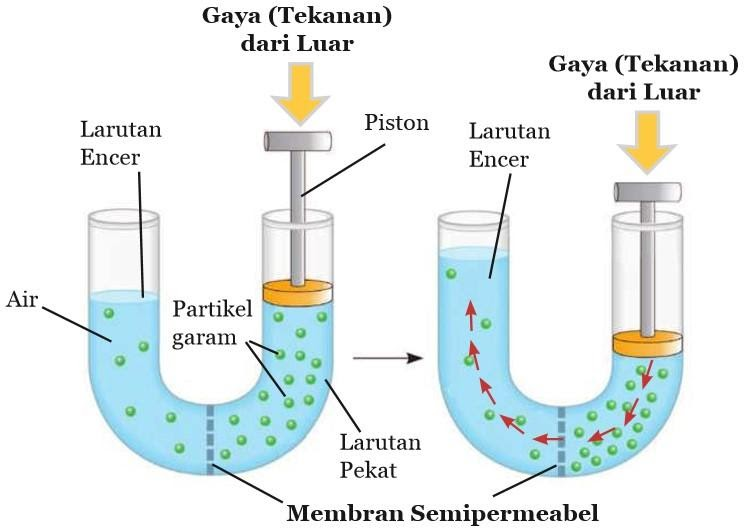 Gaya (Tekanan)
dari Luar
Larutan
Encer
Piston
Air
Partikel
garam
Larutan
Pekat
Gaya (Tekanan)
dari Luar
Larutan
Encer
Membran Semipermeabel